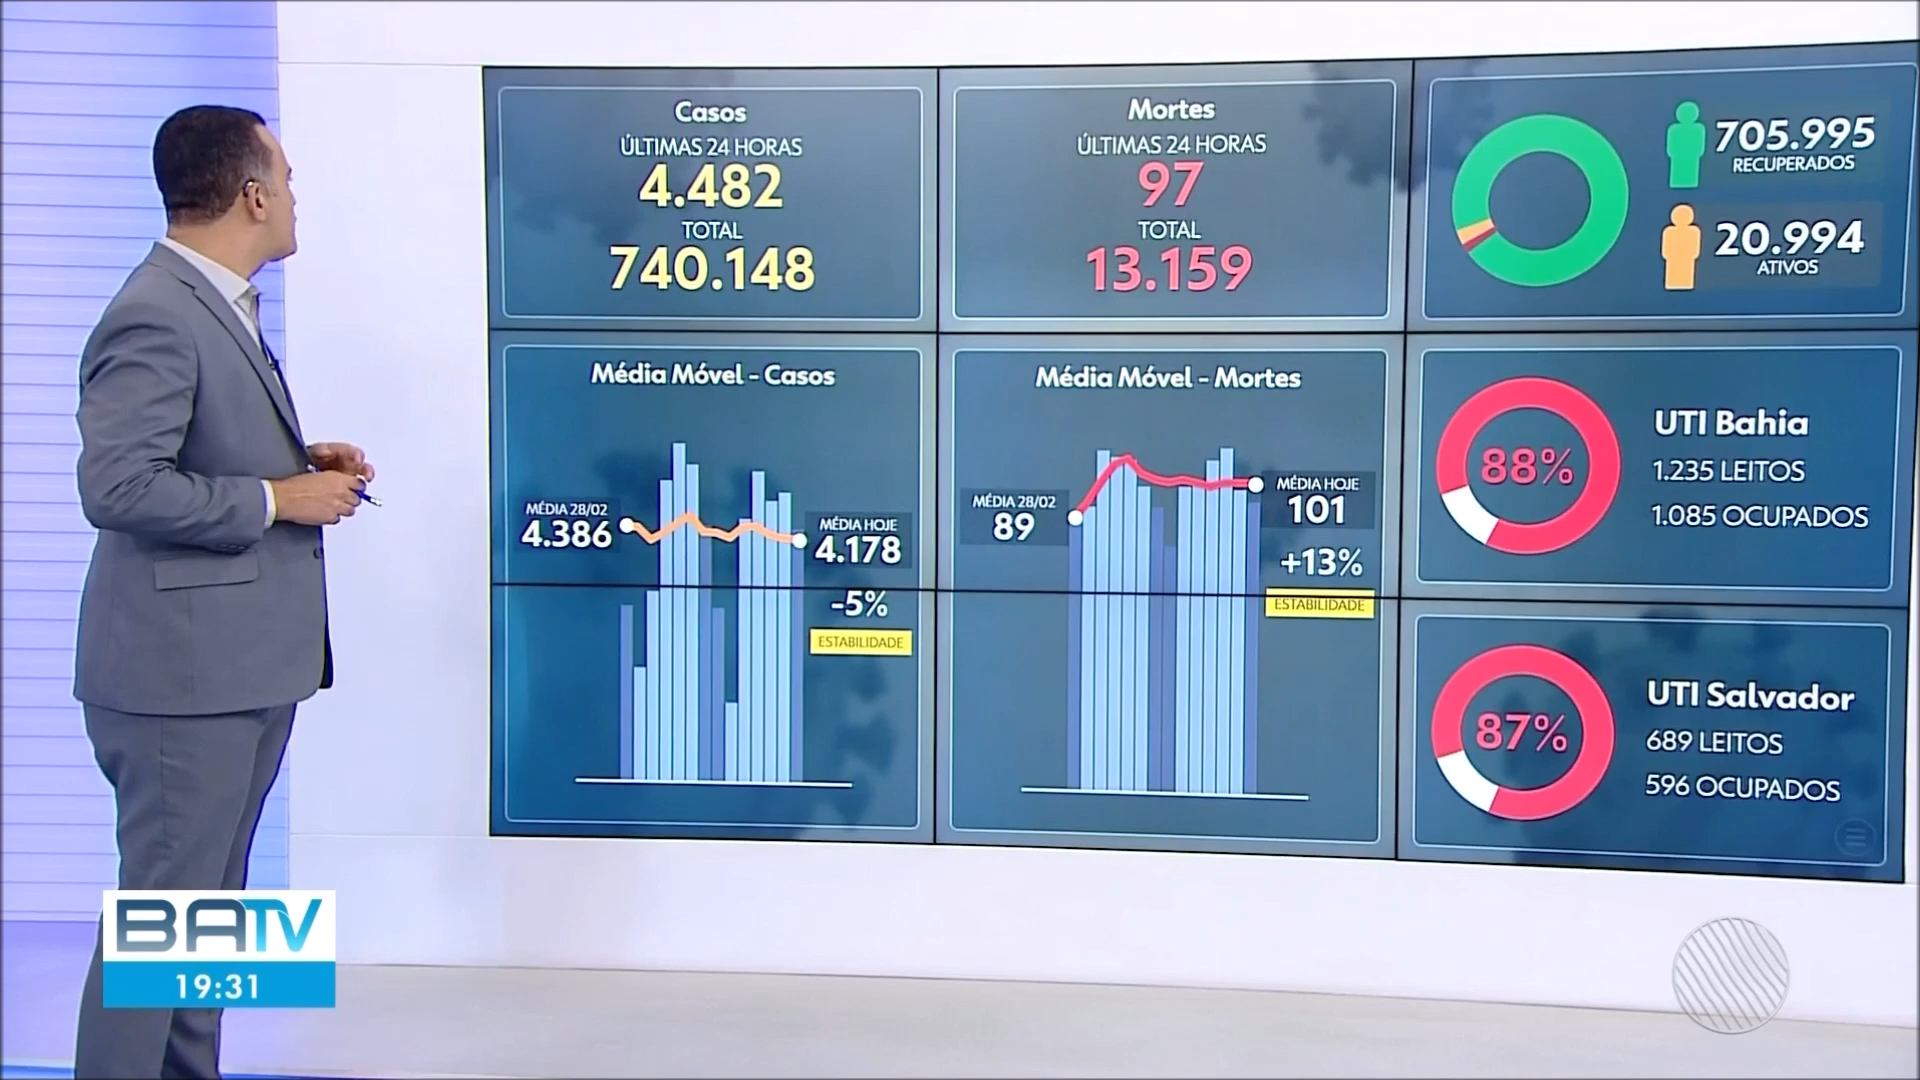 Casos
ÚLTIMAS 24 HORAS
4.482
TOTAL
740.148
Mortes
ÚLTIMAS 24 HORAS
97
TOTAL
13.159
705.995
RECUPERADOS
20.994
ATIVOS
Média Móvel - Casos
MÉDIA 28/02
4.386
MÉDIA HOJE
4.178
-5%
ESTABILIDADE
Média Móvel - Mortes
MÉDIA 28/02
89
MÉDIA HOJE
101
+13%
ESTABILIDADE
88%
UTI Bahia
1.235 LEITOS
1.085 OCUPADOS
87%
UTI Salvador
689 LEITOS
596 OCUPADOS
BATV
19:31